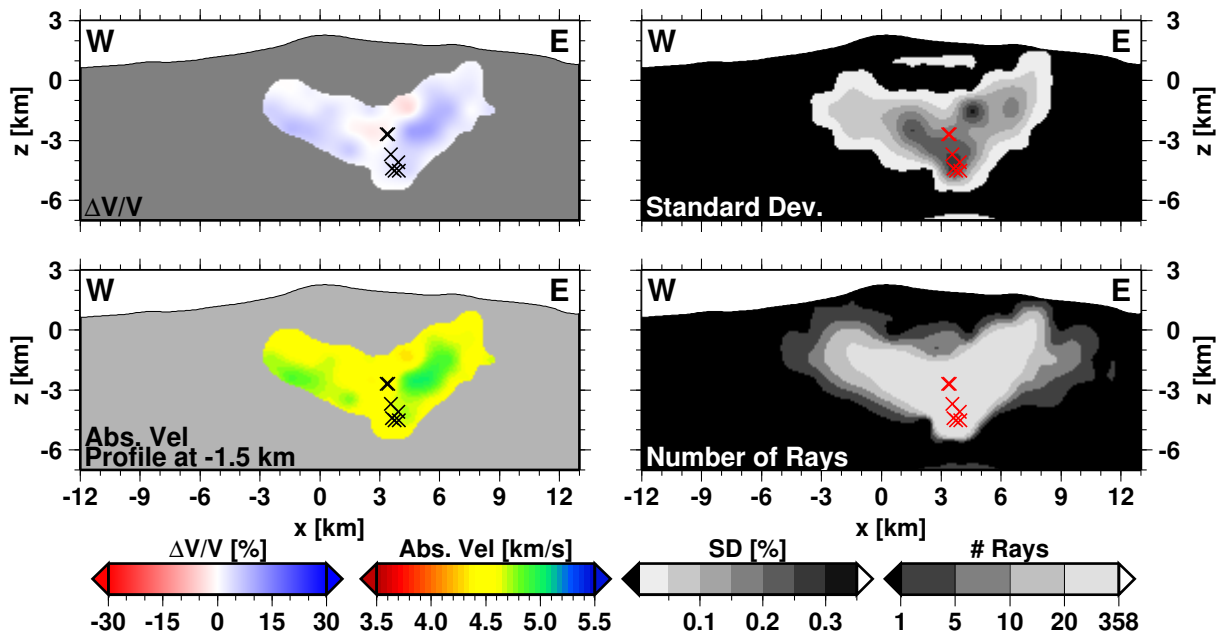 W E
W E
3
0
-3
-6
z [km]
3
0
-3
-6
z [km]
ΔV/V
Standard Dev.
W E
W E
3
0
-3
-6
z [km]
3
0
-3
-6
z [km]
Abs. Vel
Profile at -1.5 km
Number of Rays
-12 -9 -6 -3 0 3 6 9 12
-12 -9 -6 -3 0 3 6 9 12
x [km]
x [km]
ΔV/V [%]
Abs. Vel [km/s]
SD [%]
# Rays
-30 -15 0 15 30
3.5 4.5 5.0 5.5
0.1 0.2 0.3
1 5 10 20 358